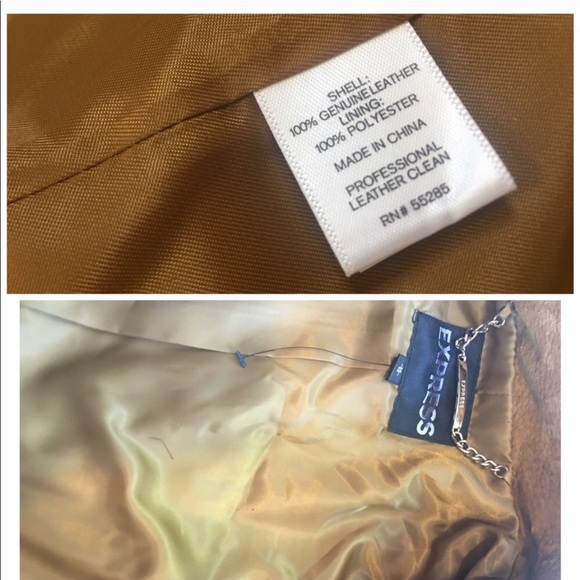 SHELL:
100% GENUINE LEATHER
LINING:
100% POLYESTER
MADE IN CHINA
PROFESSIONAL
LEATHER CLEAN
RN# 55285
EXPRESS